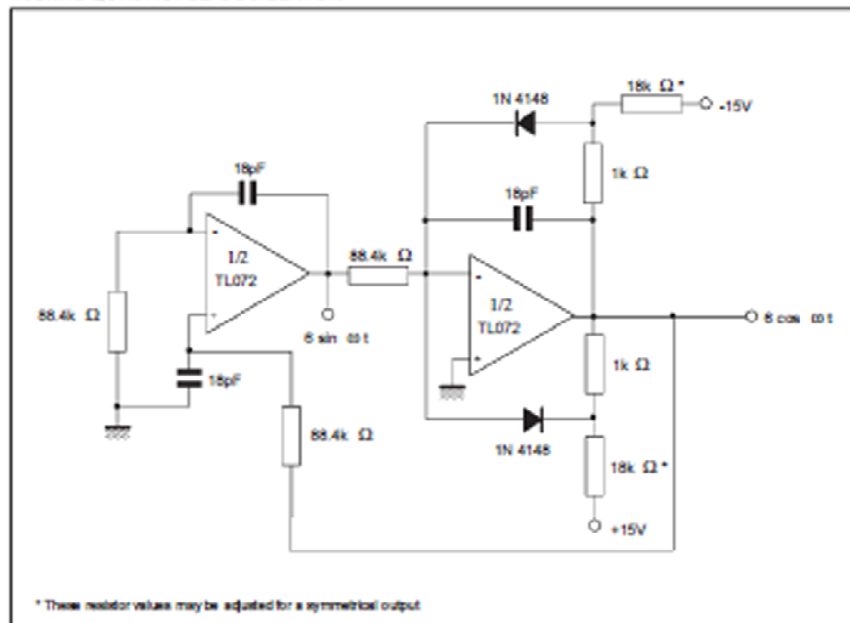 18k Ω *
1N 4148
-15V
1k Ω
18pF
18pF
88.4k Ω
-
1/2
TL072
+
-
1/2
TL072
+
88.4k Ω
6 sin ωt
6 cos ωt
18pF
1k Ω
88.4k Ω
1N 4148
18k Ω *
+15V
* These resistor values may be adjusted for a symmetrical output